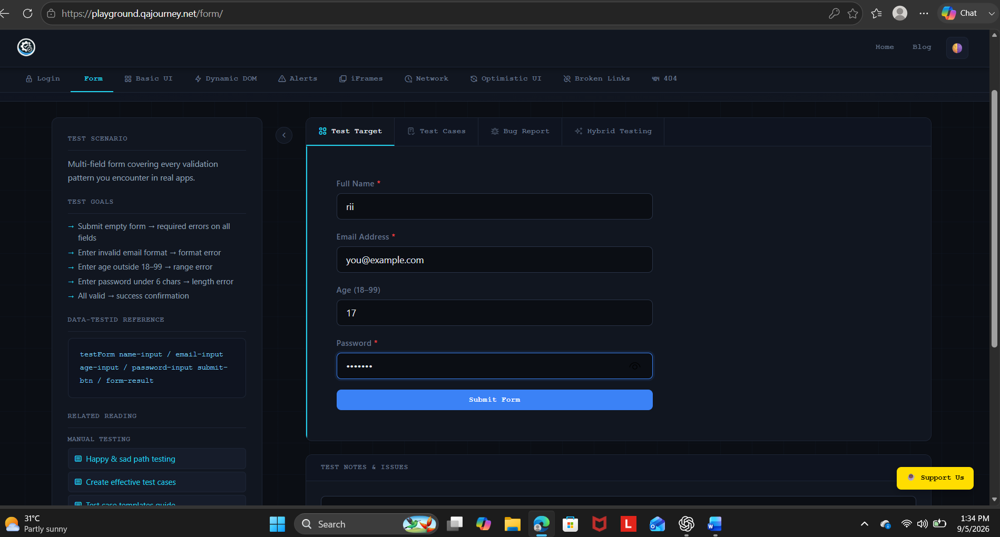 https://playground.qajourney.net/form/
Chat
Home
Blog
Login
Form
Basic UI
Dynamic DOM
Alerts
iFrames
Network
Optimistic UI
Broken Links
404 404
TEST SCENARIO
Multi-field form covering every validation
pattern you encounter in real apps.
TEST GOALS
→ Submit empty form → required errors on all
fields
→ Enter invalid email format → format error
→ Enter age outside 18–99 → range error
→ Enter password under 6 chars → length error
→ All valid → success confirmation
DATA-TESTID REFERENCE
testForm name-input / email-input
age-input / password-input submit-
btn / form-result
RELATED READING
MANUAL TESTING
Happy & sad path testing
Create effective test cases
Test case templates guide
Test Target
Test Cases
Bug Report
Hybrid Testing
Full Name *
rii
Email Address *
you@example.com
Age (18–99)
17
Password *
•••••••
Submit Form
TEST NOTES & ISSUES
Support Us
31°C
Partly sunny
Search
L
1:34 PM
9/5/2026